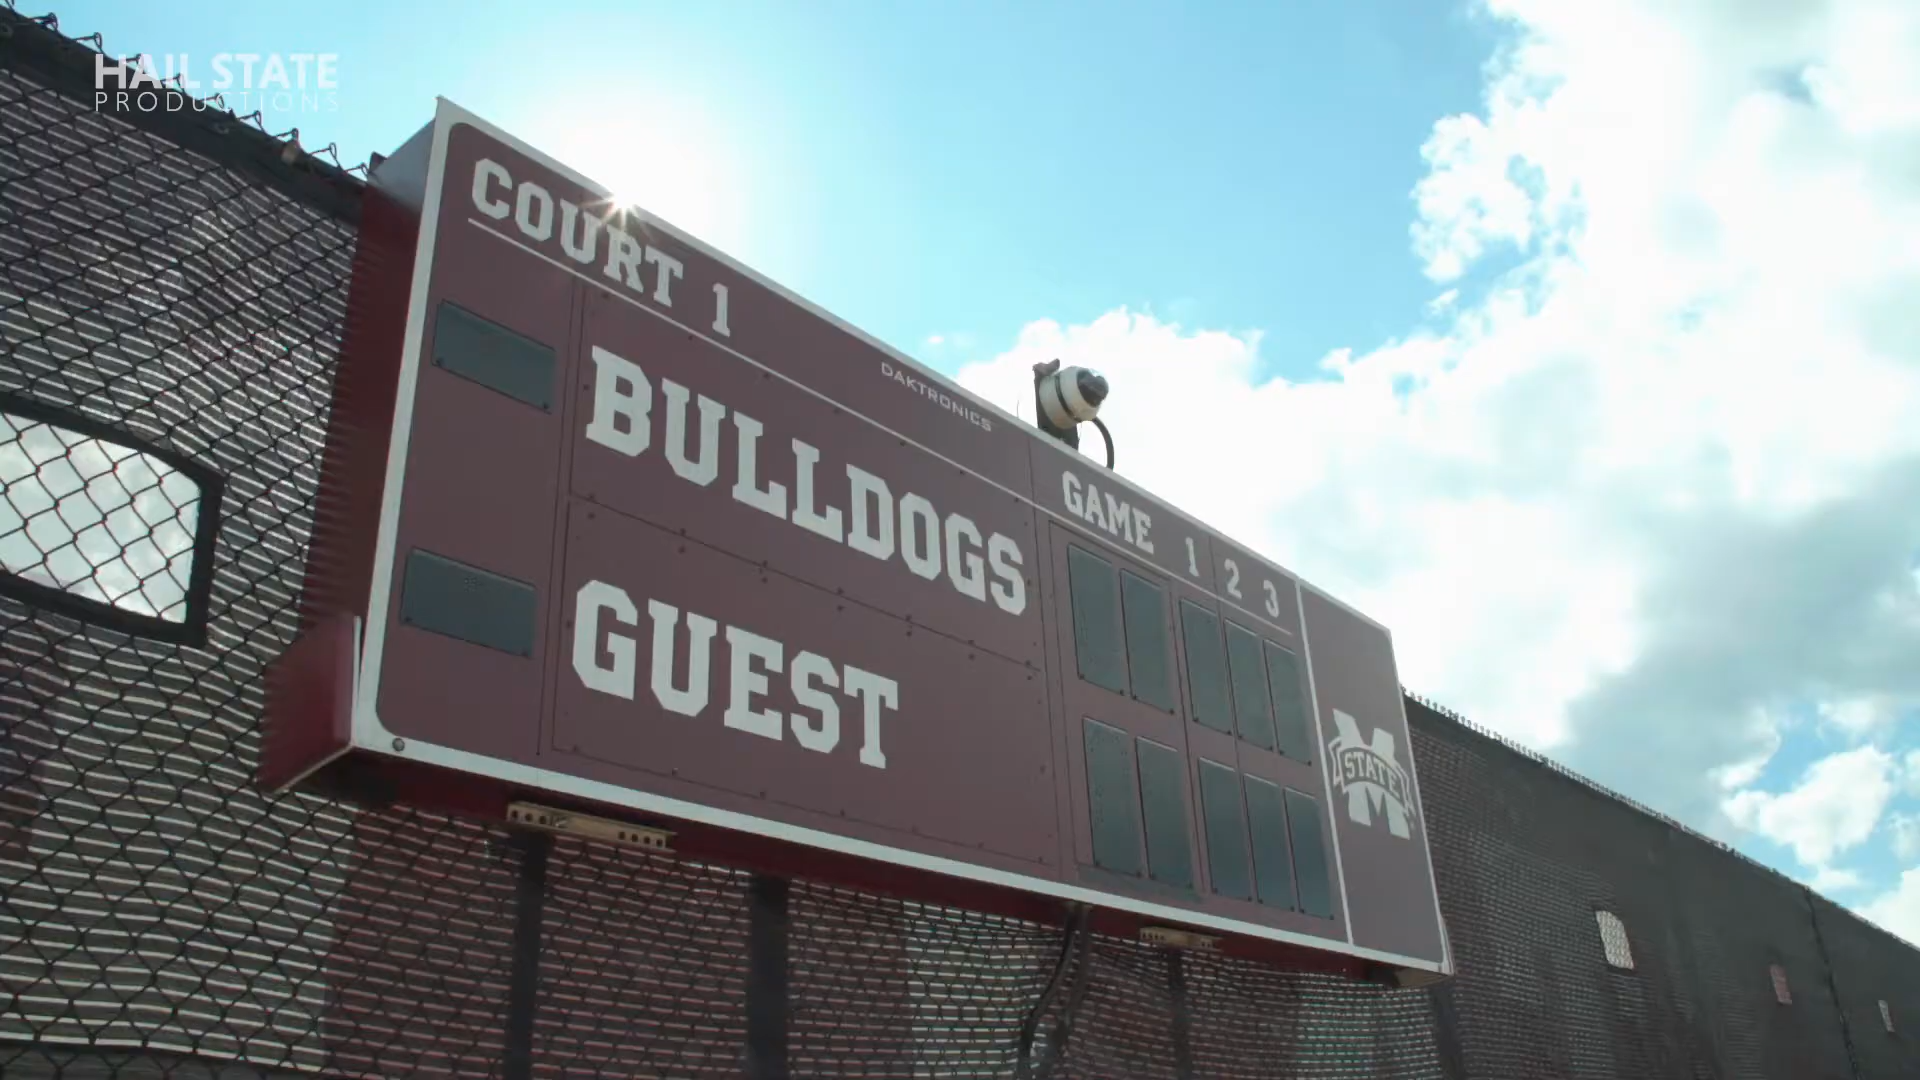 HAIL STATE
PRODUCTIONS
COURT 1
DAKTRONICS
BULLDOGS
GAME 1 2 3
GUEST
M
STATE